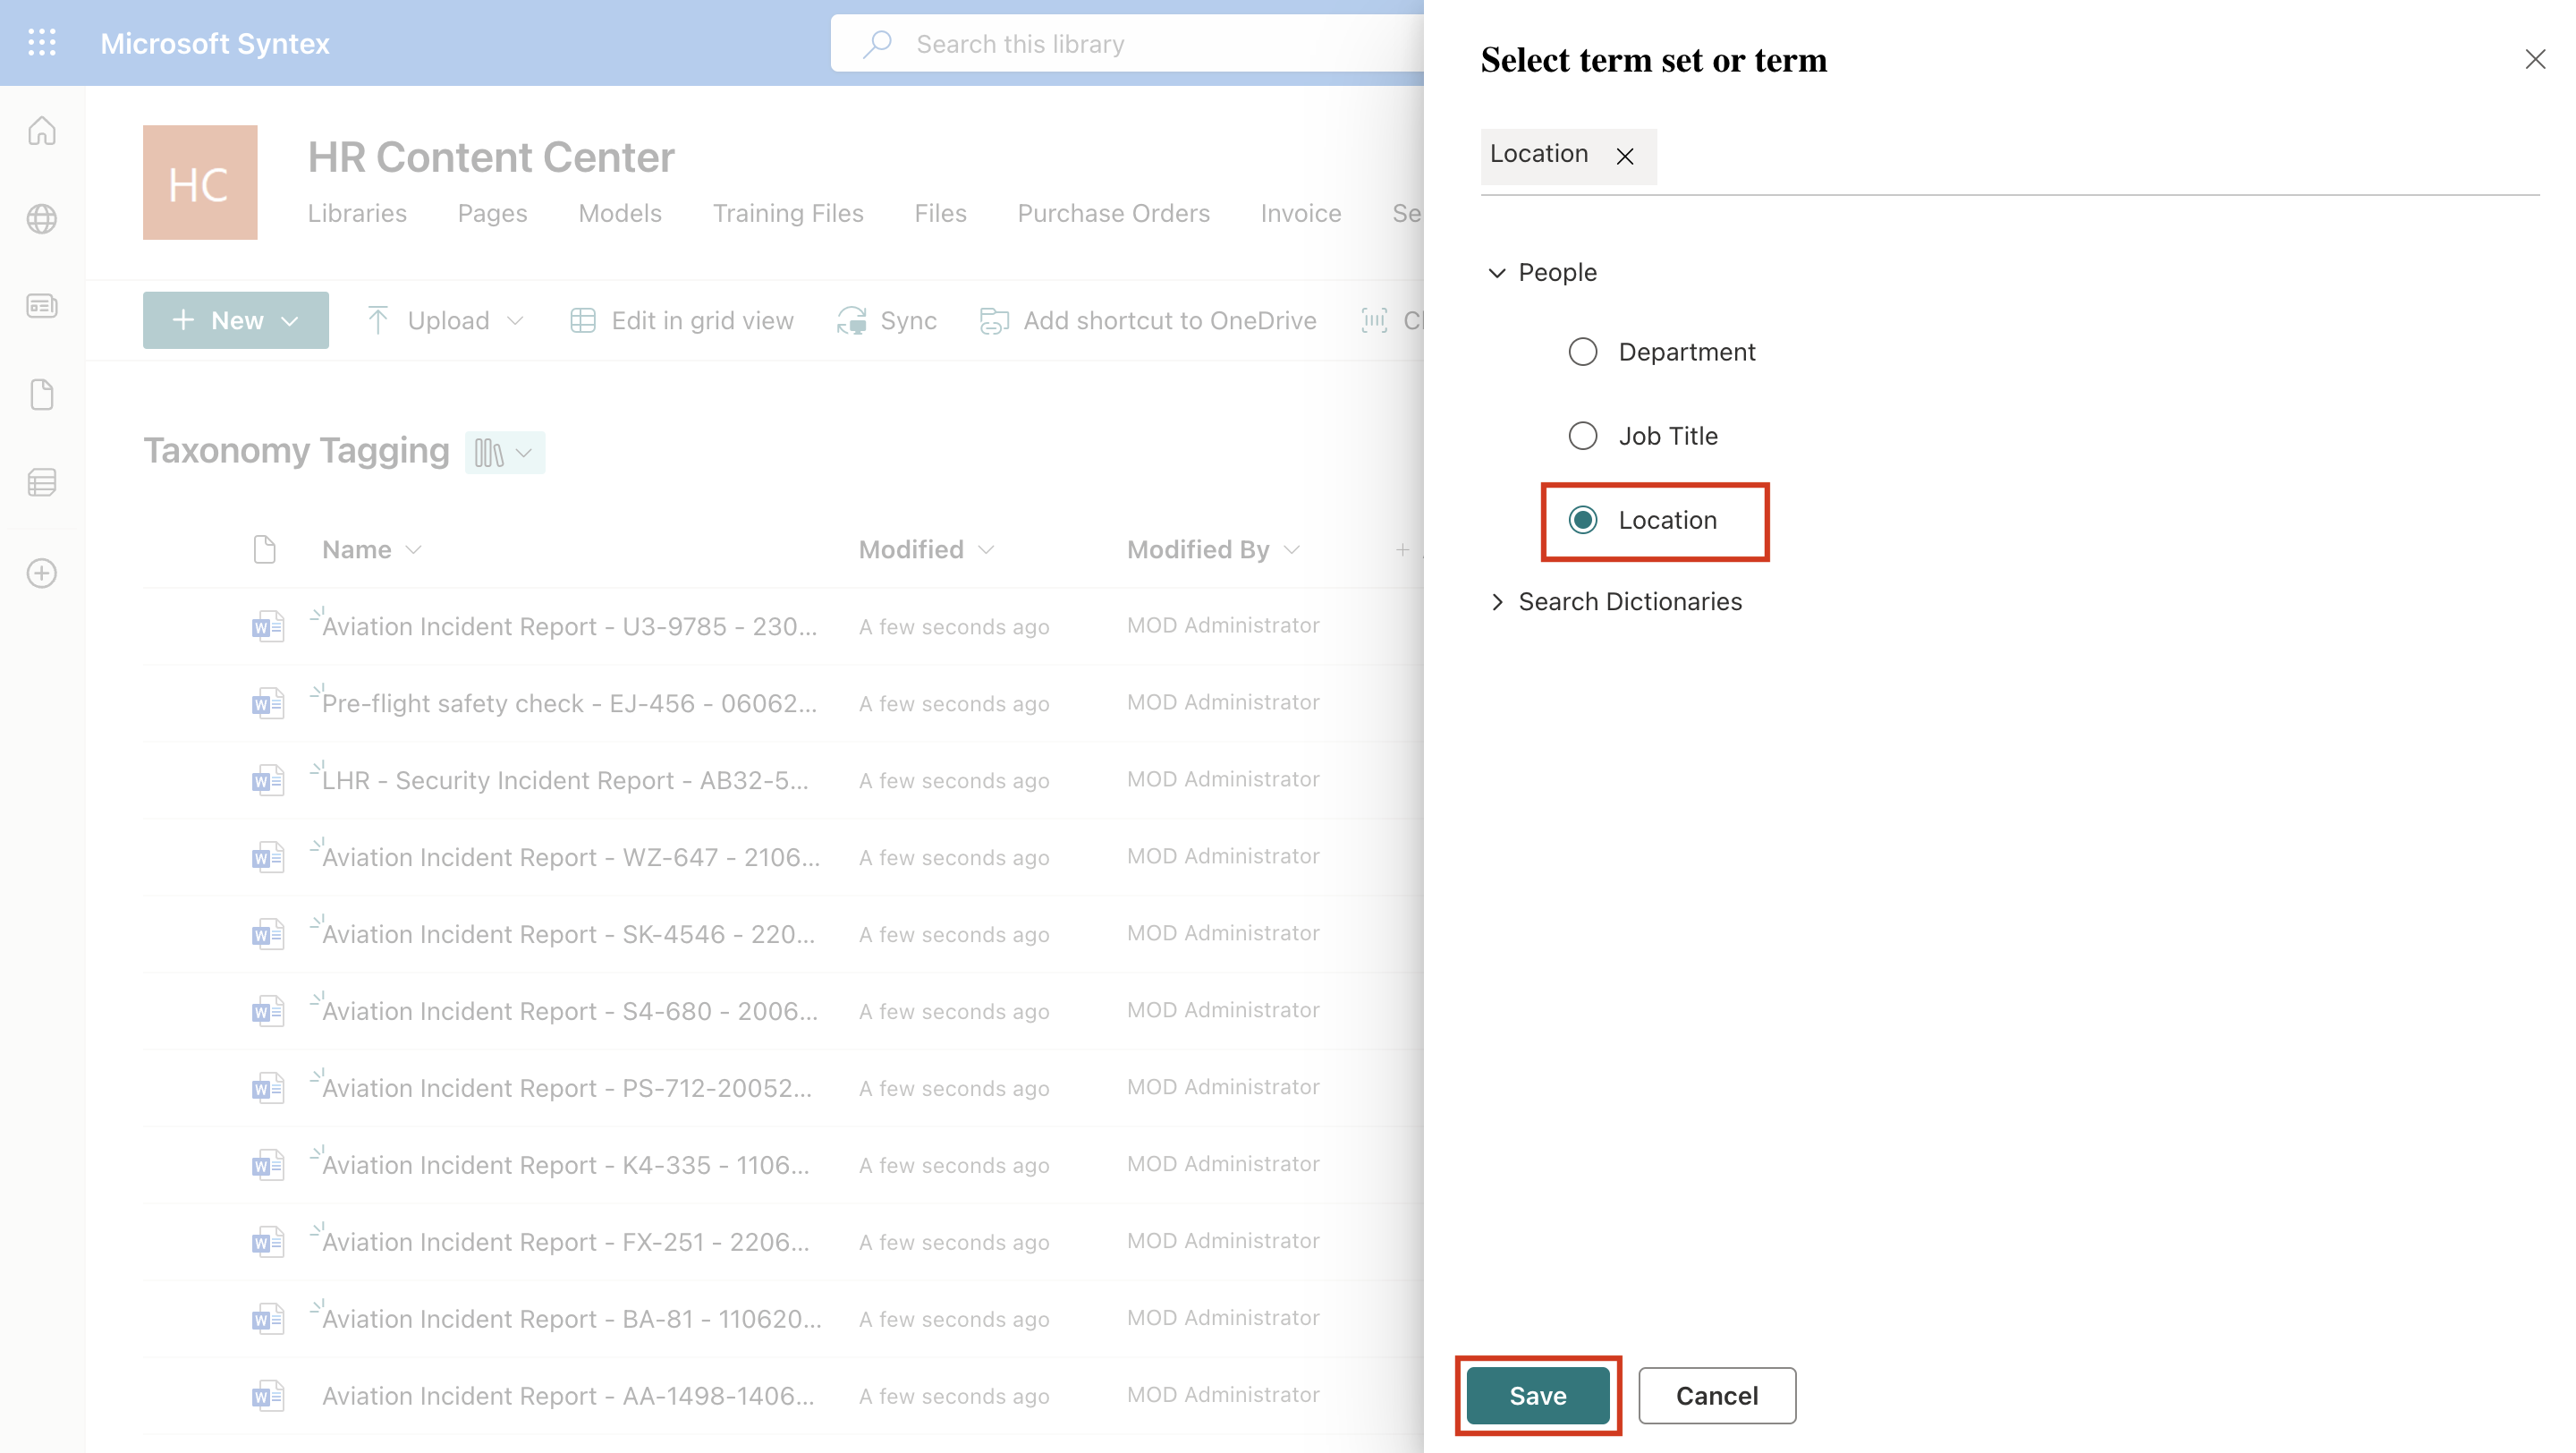 Microsoft Syntex
Search this library
HC
HR Content Center
Libraries Pages Models Training Files Files Purchase Orders Invoice Se
New Upload Edit in grid view Sync Add shortcut to OneDrive
Taxonomy Tagging
Name Modified Modified By
Aviation Incident Report - U3-9785 - 230... A few seconds ago MOD Administrator
Pre-flight safety check - EJ-456 - 06062... A few seconds ago MOD Administrator
LHR - Security Incident Report - AB32-5... A few seconds ago MOD Administrator
Aviation Incident Report - WZ-647 - 2106... A few seconds ago MOD Administrator
Aviation Incident Report - SK-4546 - 220... A few seconds ago MOD Administrator
Aviation Incident Report - S4-680 - 2006... A few seconds ago MOD Administrator
Aviation Incident Report - PS-712-20052... A few seconds ago MOD Administrator
Aviation Incident Report - K4-335 - 1106... A few seconds ago MOD Administrator
Aviation Incident Report - FX-251 - 2206... A few seconds ago MOD Administrator
Aviation Incident Report - BA-81 - 110620... A few seconds ago MOD Administrator
Aviation Incident Report - AA-1498-1406... A few seconds ago MOD Administrator
Select term set or term
Location
People
Department
Job Title
Location
Search Dictionaries
Save Cancel